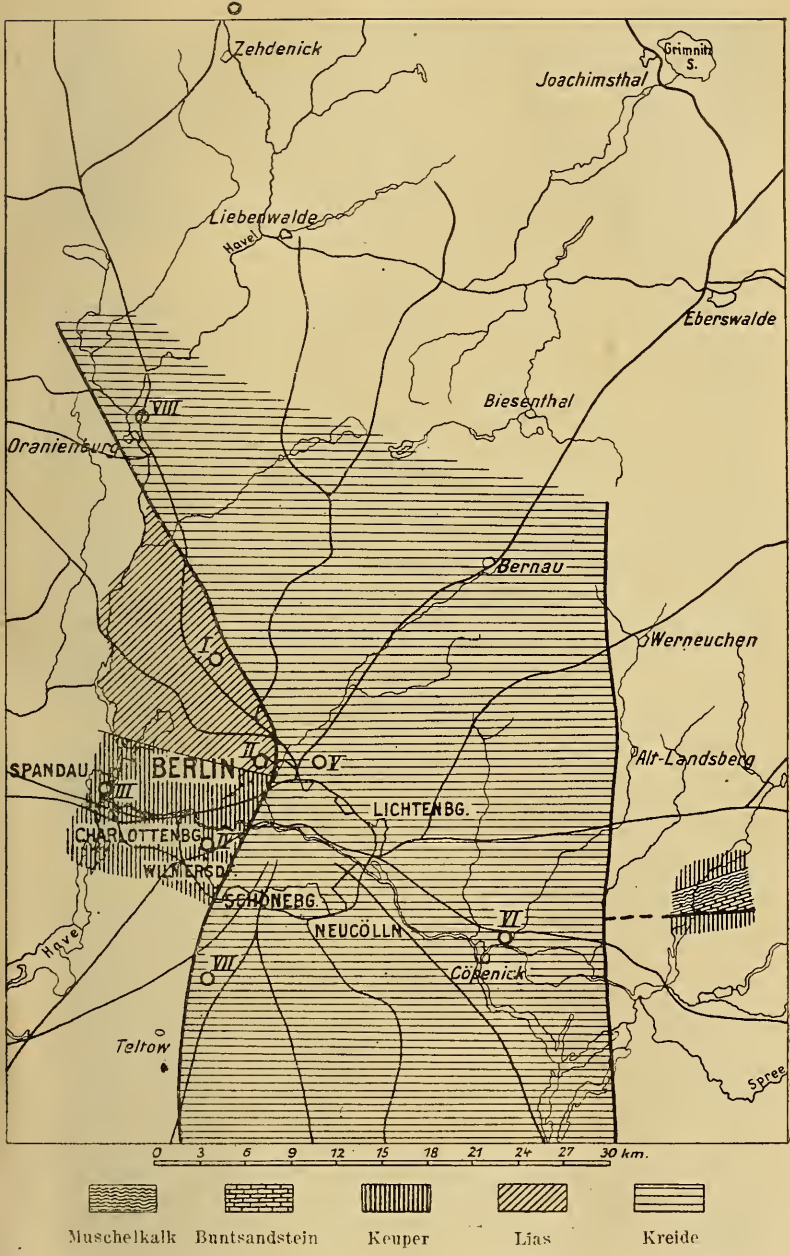 Zehdenick
Grimnitz
S.
Joachimsthal
Liebenwalde
Havel
Eberswalde
Biesenthal
VIII
Oranienburg
Bernau
Werneuchen
I
II
V
BERLIN
SPANDAU
III
Alt-Landsberg
LICHTENBG.
CHARLOTTENBG.
IV
WILMERSDF.
SCHÖNEBG.
NEUCÖLLN
VI
Havel
VII
Cöpenick
Teltow
Spree
0 3 6 9 12 15 18 21 24 27 30 km.
Muschelkalk Buntsandstein Keuper Lias Kreide